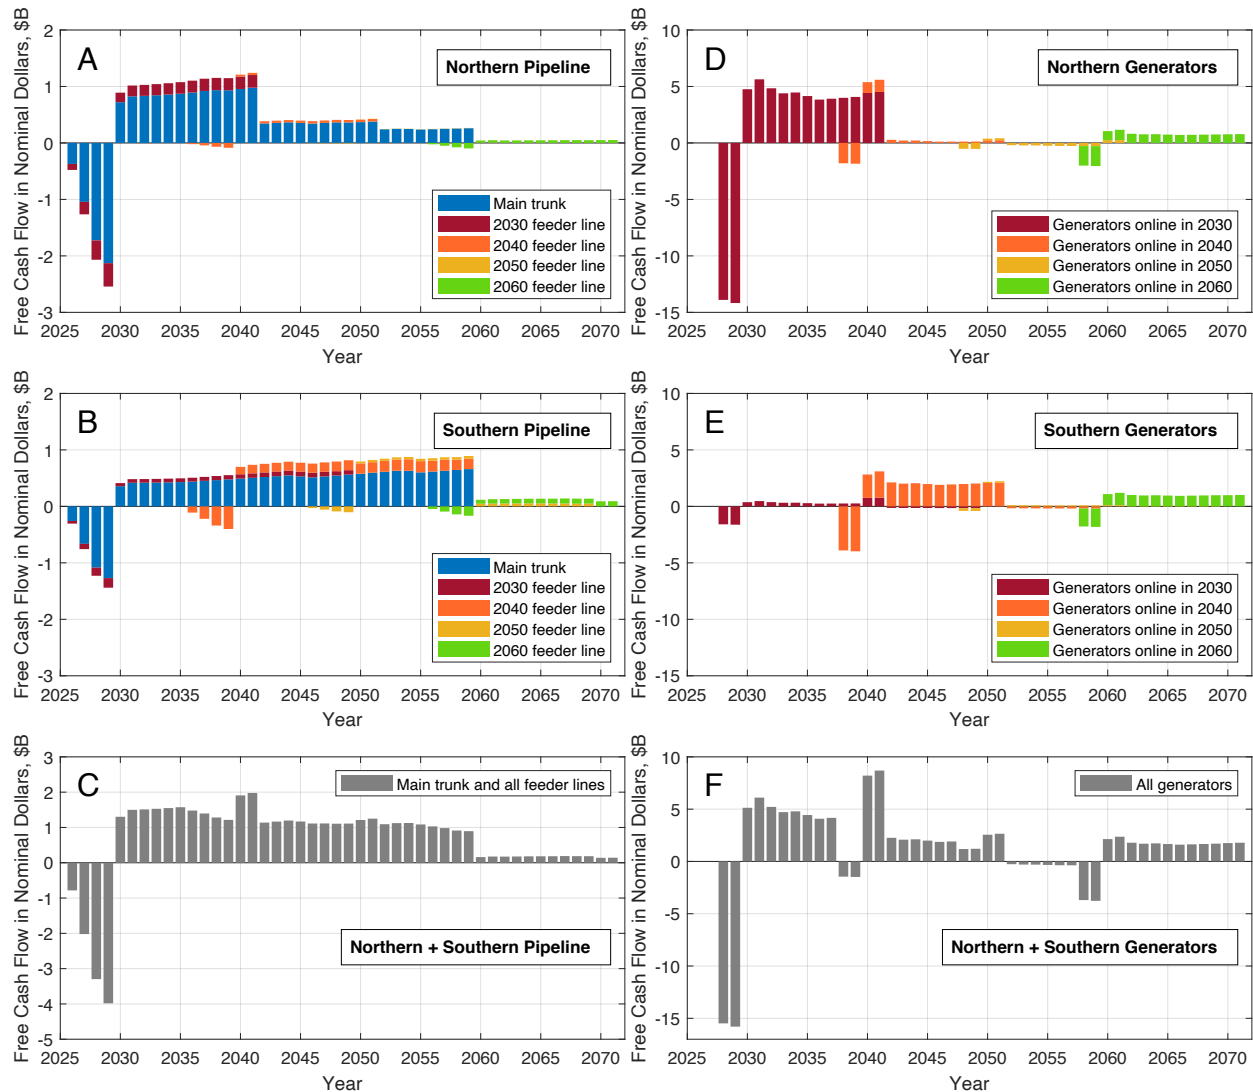 Free Cash Flow in Nominal Dollars, $B
2
1
0
-1
-2
-3
A
Northern Pipeline
Main trunk
2030 feeder line
2040 feeder line
2050 feeder line
2060 feeder line
2025 2030 2035 2040 2045 2050 2055 2060 2065 2070
Year
Free Cash Flow in Nominal Dollars, $B
10
5
0
-5
-10
-15
D
Northern Generators
Generators online in 2030
Generators online in 2040
Generators online in 2050
Generators online in 2060
2025 2030 2035 2040 2045 2050 2055 2060 2065 2070
Year
Free Cash Flow in Nominal Dollars, $B
2
1
0
-1
-2
-3
B
Southern Pipeline
Main trunk
2030 feeder line
2040 feeder line
2050 feeder line
2060 feeder line
2025 2030 2035 2040 2045 2050 2055 2060 2065 2070
Year
Free Cash Flow in Nominal Dollars, $B
10
5
0
-5
-10
-15
E
Southern Generators
Generators online in 2030
Generators online in 2040
Generators online in 2050
Generators online in 2060
2025 2030 2035 2040 2045 2050 2055 2060 2065 2070
Year
Free Cash Flow in Nominal Dollars, $B
3
2
1
0
-1
-2
-3
-4
-5
C
Main trunk and all feeder lines
Northern + Southern Pipeline
2025 2030 2035 2040 2045 2050 2055 2060 2065 2070
Year
Free Cash Flow in Nominal Dollars, $B
10
5
0
-5
-10
-15
F
All generators
Northern + Southern Generators
2025 2030 2035 2040 2045 2050 2055 2060 2065 2070
Year